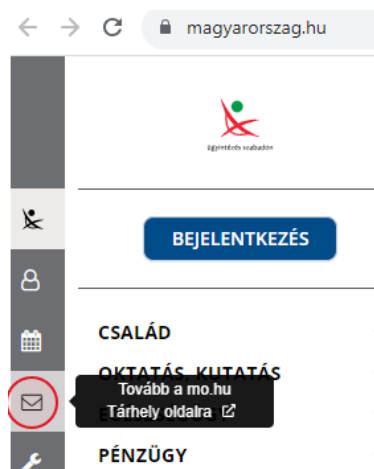 magyarorszag.hu
ügyintézés szabadon
BEJELENTKEZÉS
CSALÁD
OKTATÁS, KUTATÁS
Tovább a mo.hu
Tárhely oldalra
PÉNZÜGY